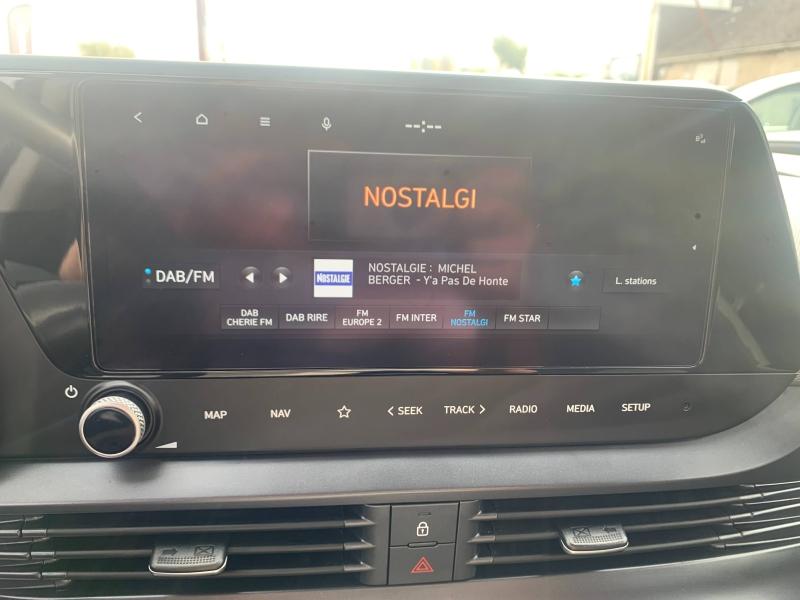 --:--
NOSTALGI
DAB/FM
NOSTALGIE
NOSTALGIE : MICHEL
BERGER - Y'a Pas De Honte
L. stations
DAB
CHERIE FM
DAB RIRE
FM
EUROPE 2
FM INTER
FM
NOSTALGI
FM STAR
MAP
NAV
< SEEK
TRACK >
RADIO
MEDIA
SETUP